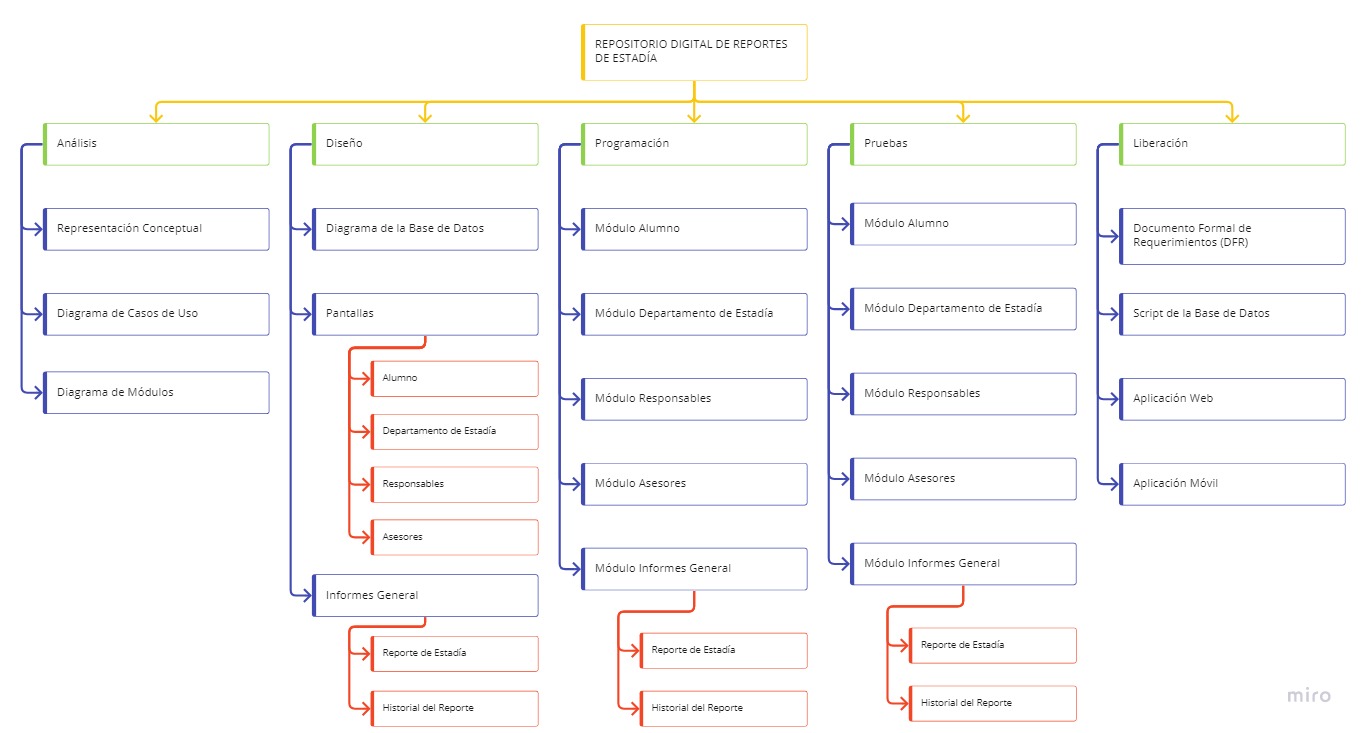 REPOSITORIO DIGITAL DE REPORTES
DE ESTADÍA
Análisis
Representación Conceptual
Diagrama de Casos de Uso
Diagrama de Módulos
Diseño
Diagrama de la Base de Datos
Pantallas
Alumno
Departamento de Estadía
Responsables
Asesores
Informes General
Reporte de Estadía
Historial del Reporte
Programación
Módulo Alumno
Módulo Departamento de Estadía
Módulo Responsables
Módulo Asesores
Módulo Informes General
Reporte de Estadía
Historial del Reporte
Pruebas
Módulo Alumno
Módulo Departamento de Estadía
Módulo Responsables
Módulo Asesores
Módulo Informes General
Reporte de Estadía
Historial del Reporte
Liberación
Documento Formal de
Requerimientos (DFR)
Script de la Base de Datos
Aplicación Web
Aplicación Móvil
miro